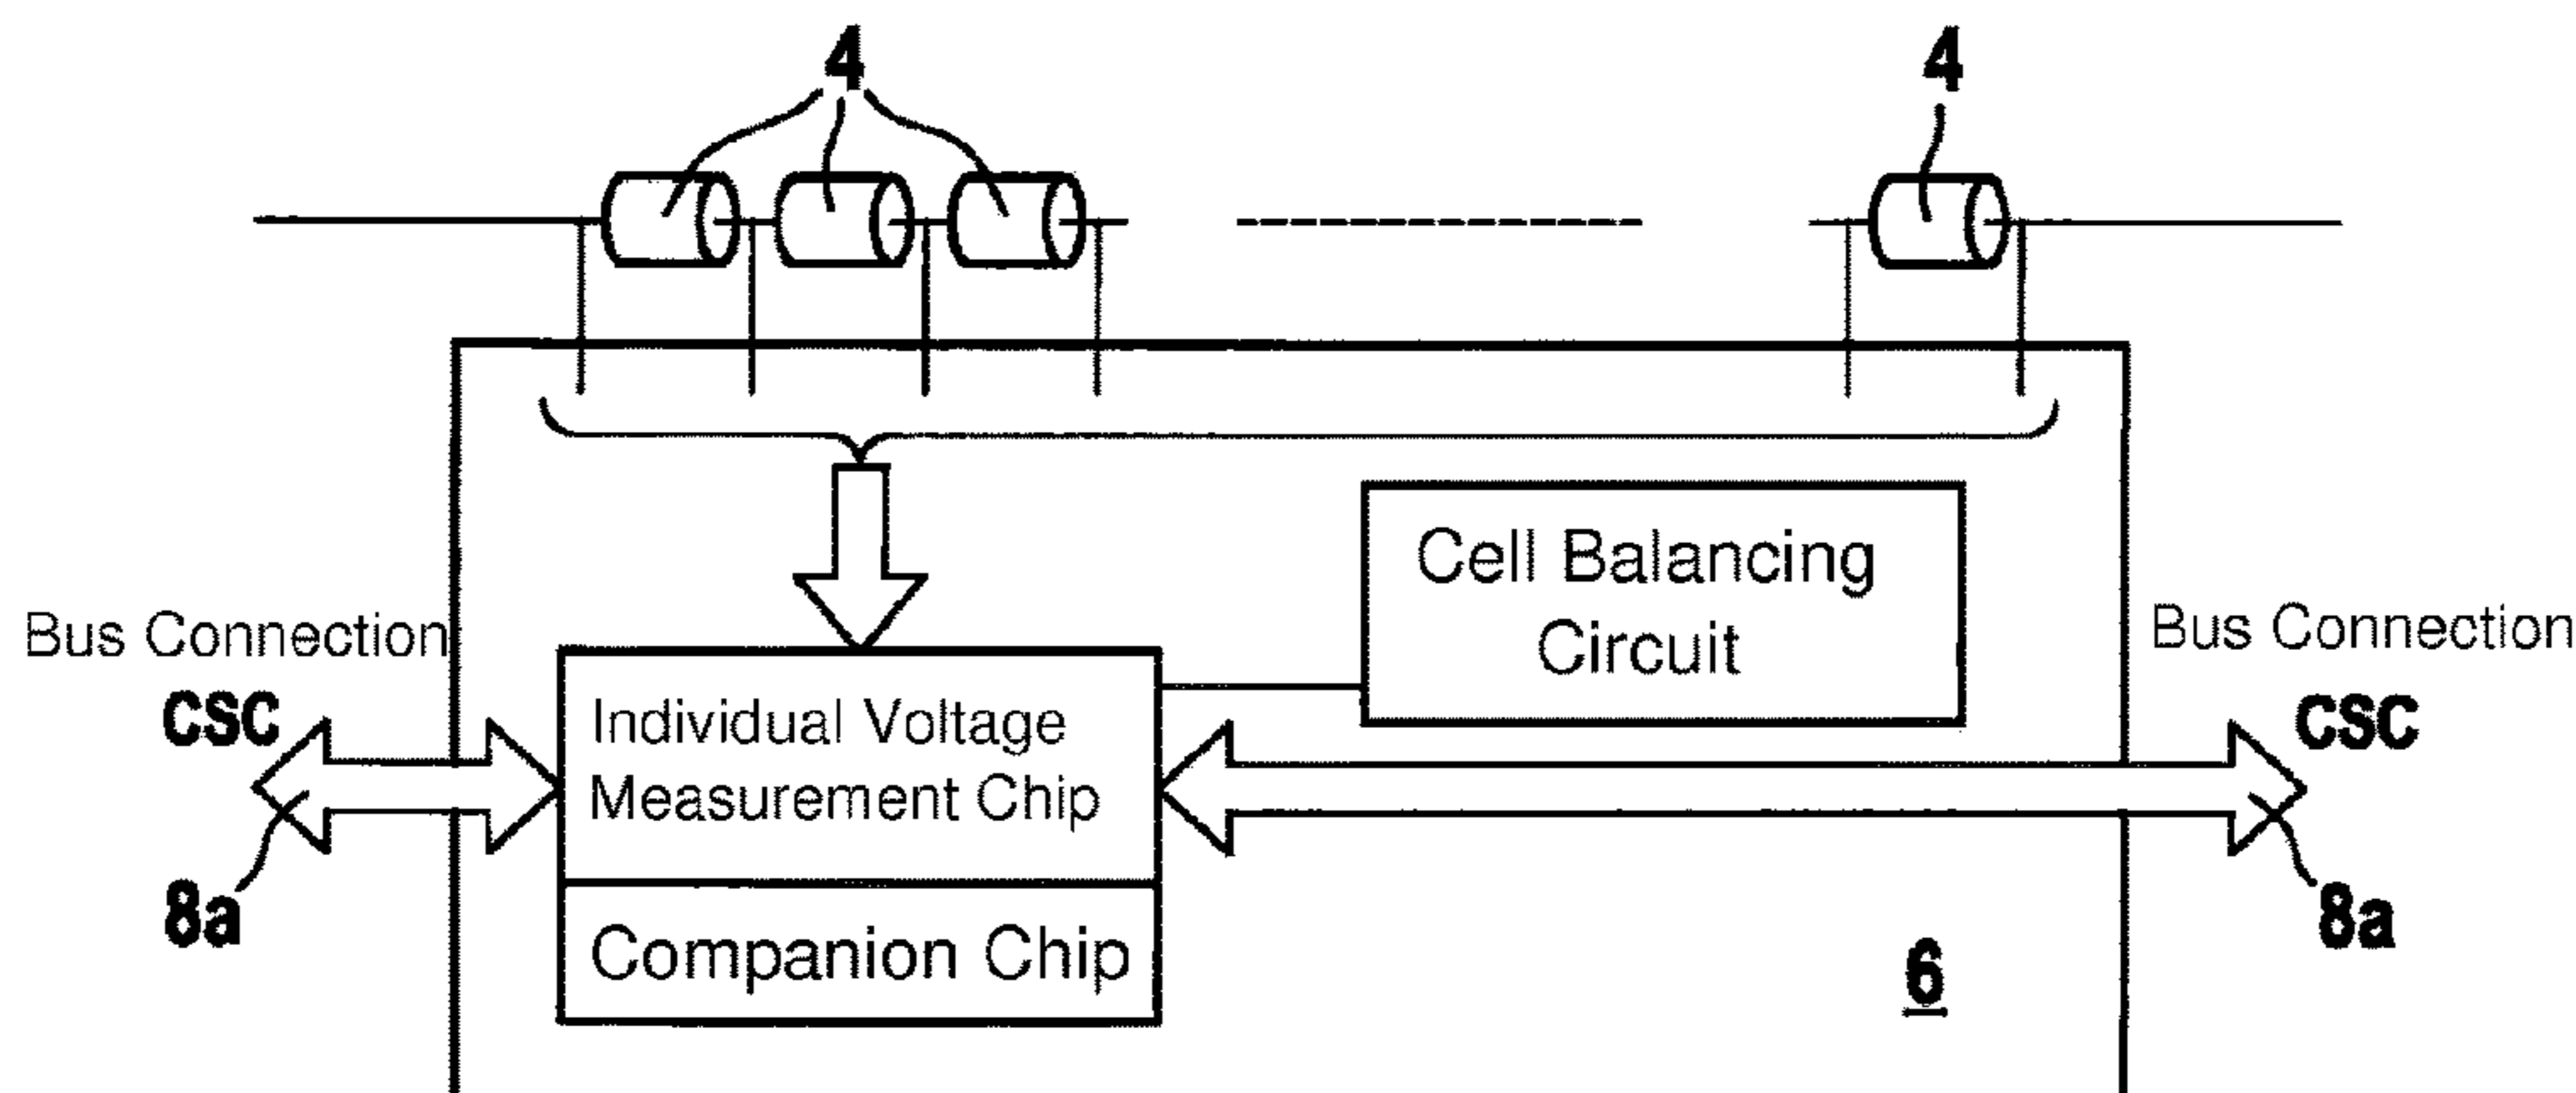 4
4
Cell Balancing
Circuit
Bus Connection
CSC
8a
Individual Voltage
Measurement Chip
Companion Chip
Bus Connection
CSC
8a
6